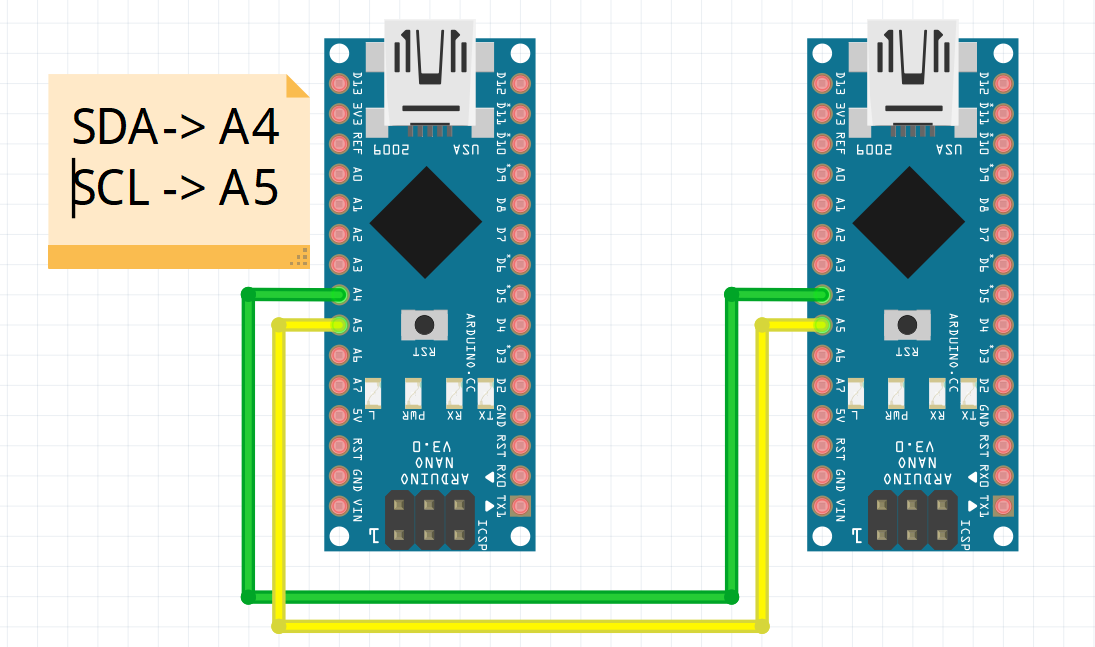 SDA -> A4
SCL -> A5
D13
3V3
REF
A0
A1
A2
A3
A4
A5
A6
A7
5V
RST
GND
VIN
D12
D11*
D10*
D9*
D8
D7
D6*
D5*
D4
D3*
D2
GND
RST
RX0
TX1
2009
USA
RST
ARDUINO.CC
L
PWR
RX
TX
V3.0
NANO
ARDUINO
1
ICSP
D13
3V3
REF
A0
A1
A2
A3
A4
A5
A6
A7
5V
RST
GND
VIN
D12
D11*
D10*
D9*
D8
D7
D6*
D5*
D4
D3*
D2
GND
RST
RX0
TX1
2009
USA
RST
ARDUINO.CC
L
PWR
RX
TX
V3.0
NANO
ARDUINO
1
ICSP